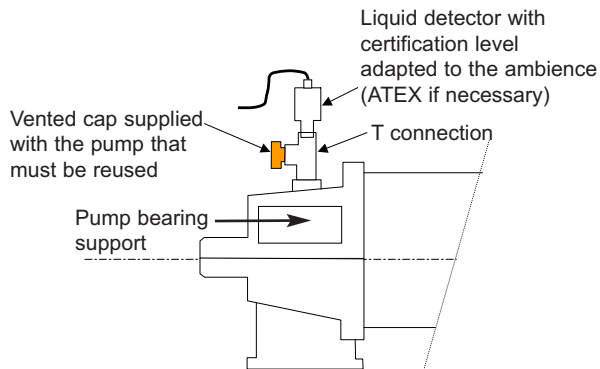 Liquid detector with
certification level
adapted to the ambience
(ATEX if necessary)
Vented cap supplied
with the pump that
must be reused
T connection
Pump bearing
support